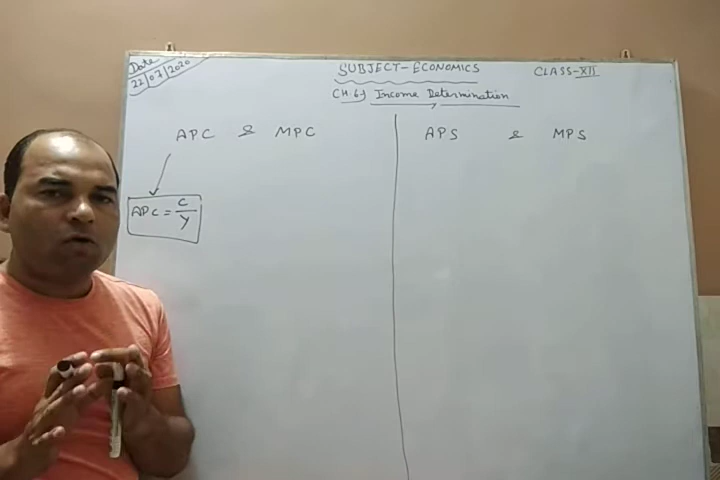 Date
22/07/2020
SUBJECT-ECONOMICS
CLASS-XII
CH:6.} Income Determination
APC & MPC
APS & MPS
APC = C/Y